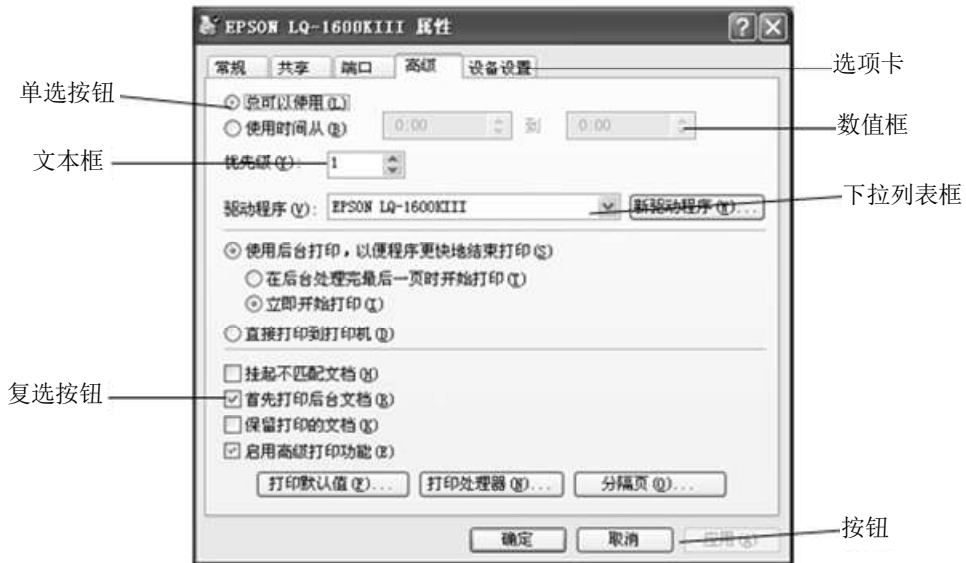 EPSON LQ-1600KIII 属性
常规 共享 端口 高级 设备设置
选项卡
单选按钮
总可以使用(L)
使用时间从(B) 0:00 到 0:00
数值框
文本框
优先级(Y): 1
下拉列表框
驱动程序(V): EPSON LQ-1600KIII 新驱动程序(W)...
使用后台打印，以便程序更快地结束打印(S)
在后台处理完最后一页时开始打印(T)
立即开始打印(I)
直接打印到打印机(D)
挂起不匹配文档(H)
复选按钮
首先打印后台文档(R)
保留打印的文档(K)
启用高级打印功能(E)
打印默认值(F)... 打印处理器(N)... 分隔页(O)...
按钮
确定 取消 应用(A)